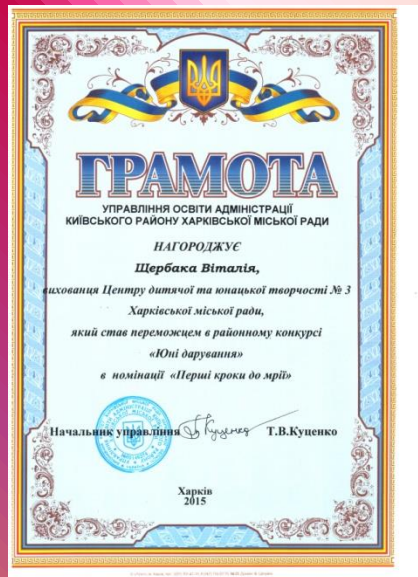 ГРАМОТА
УПРАВЛІННЯ ОСВІТИ АДМІНІСТРАЦІЇ
КИЇВСЬКОГО РАЙОНУ ХАРКІВСЬКОЇ МІСЬКОЇ РАДИ
НАГОРОДЖУЄ
Щербака Віталія,
вихованця Центру дитячої та юнацької творчості № 3
Харківської міської ради,
який став переможцем в районному конкурсі
«Юні дарування»
в номінації «Перші кроки до мрії»
Начальник управління Т.В.Куценко
Харків
2015